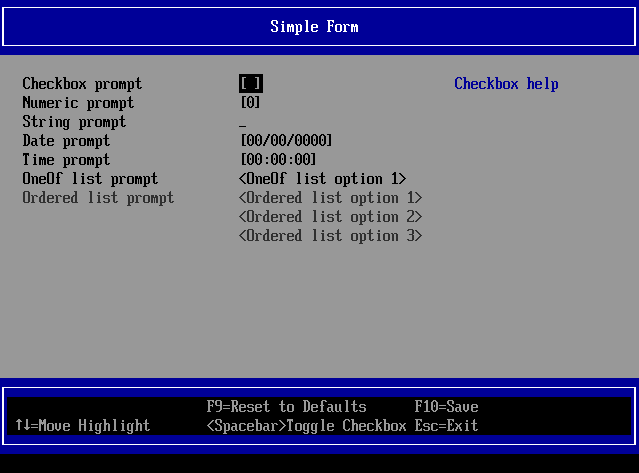 Simple Form
Checkbox prompt [ ] Checkbox help
Numeric prompt [0]
String prompt _
Date prompt [00/00/0000]
Time prompt [00:00:00]
OneOf list prompt <OneOf list option 1>
Ordered list prompt <Ordered list option 1>
<Ordered list option 2>
<Ordered list option 3>
F9=Reset to Defaults F10=Save
↑↓=Move Highlight <Spacebar>Toggle Checkbox Esc=Exit